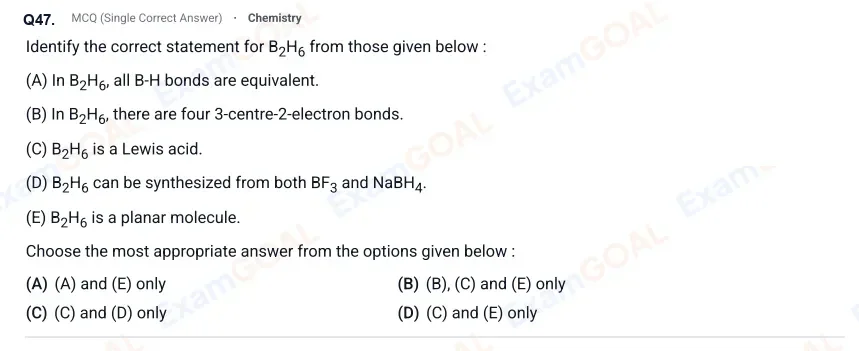 Q47. MCQ (Single Correct Answer) · Chemistry
Identify the correct statement for B₂H₆ from those given below :
(A) In B₂H₆, all B-H bonds are equivalent.
(B) In B₂H₆, there are four 3-centre-2-electron bonds.
(C) B₂H₆ is a Lewis acid.
(D) B₂H₆ can be synthesized from both BF₃ and NaBH₄.
(E) B₂H₆ is a planar molecule.
Choose the most appropriate answer from the options given below :
(A) (A) and (E) only (B) (B), (C) and (E) only
(C) (C) and (D) only (D) (C) and (E) only